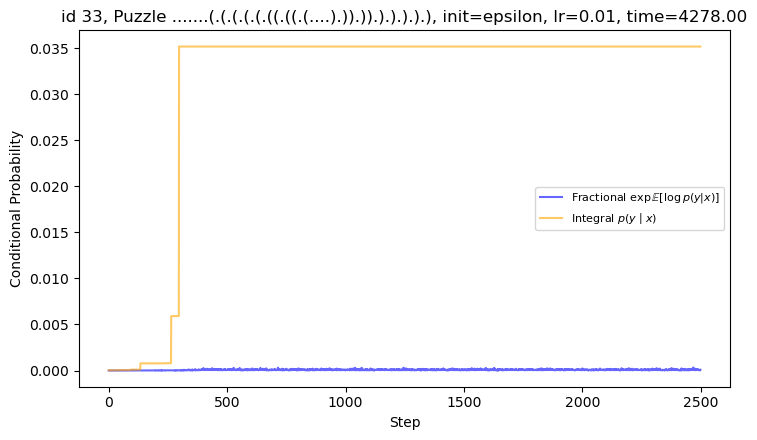 id 33, Puzzle .......(.(.(.(.(.((.((.(....).)).)).).).).).), init=epsilon, lr=0.01, time=4278.00
0.035
0.030
0.025
0.020
0.015
0.010
0.005
0.000
Conditional Probability
Fractional exp𝔼[log p(y|x)]
Integral p(y | x)
0 500 1000 1500 2000 2500
Step